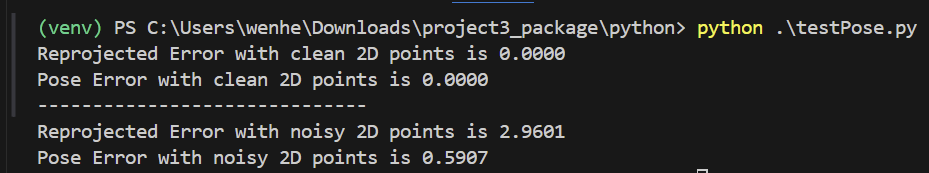 (venv) PS C:\Users\wenhe\Downloads\project3_package\python> python .\testPose.py
Reprojected Error with clean 2D points is 0.0000
Pose Error with clean 2D points is 0.0000
------------------------------
Reprojected Error with noisy 2D points is 2.9601
Pose Error with noisy 2D points is 0.5907